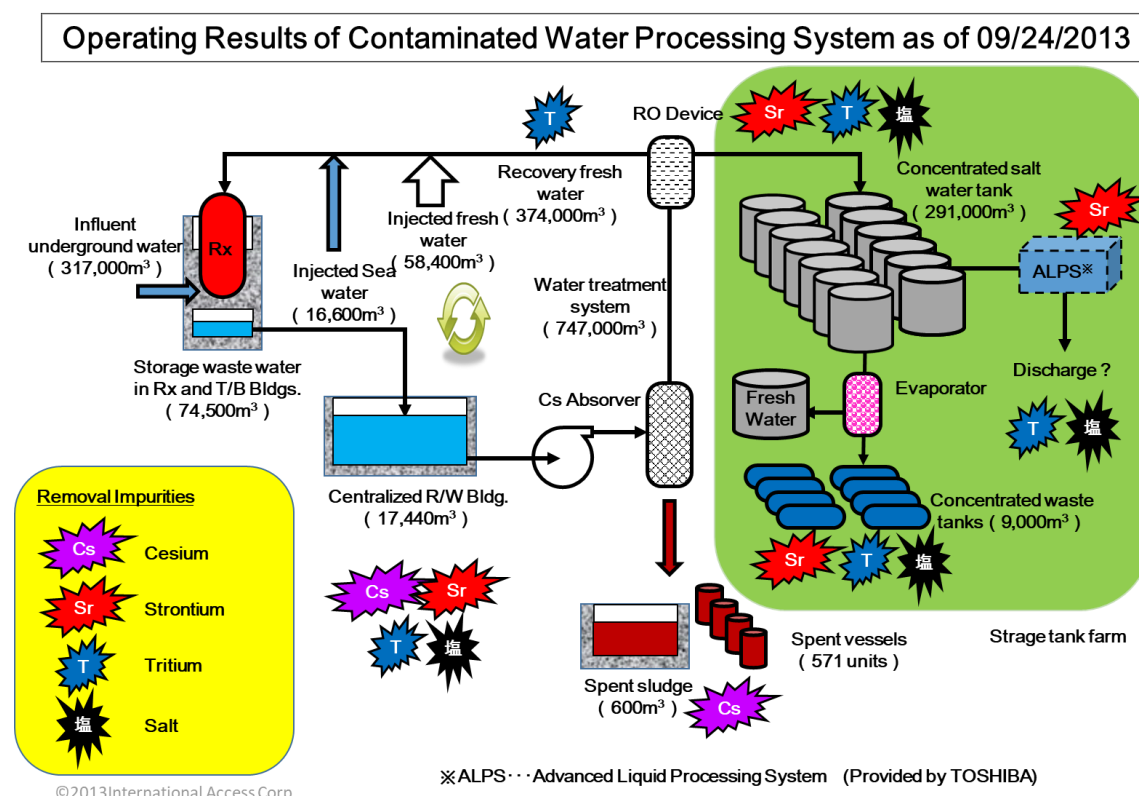 Operating Results of Contaminated Water Processing System as of 09/24/2013
T
RO Device
Sr
T
塩
Recovery fresh
water
( 374,000m³ )
Concentrated salt
water tank
( 291,000m³ )
Sr
Influent
underground water
( 317,000m³ )
Rx
Injected Sea
water
( 16,600m³ )
Injected fresh
water
( 58,400m³ )
Water treatment
system
( 747,000m³ )
ALPS※
Storage waste water
in Rx and T/B Bldgs.
( 74,500m³ )
Cs Absorver
Fresh
Water
Evaporator
Discharge ?
T
塩
Centralized R/W Bldg.
( 17,440m³ )
Concentrated waste
tanks ( 9,000m³ )
Sr
T
塩
Removal Impurities
Cs
Cesium
Sr
Strontium
T
Tritium
塩
Salt
Cs
Sr
T
塩
Spent vessels
( 571 units )
Strage tank farm
Spent sludge
( 600m³ )
Cs
※ALPS･･･Advanced Liquid Processing System (Provided by TOSHIBA)
©2013International Access Corp